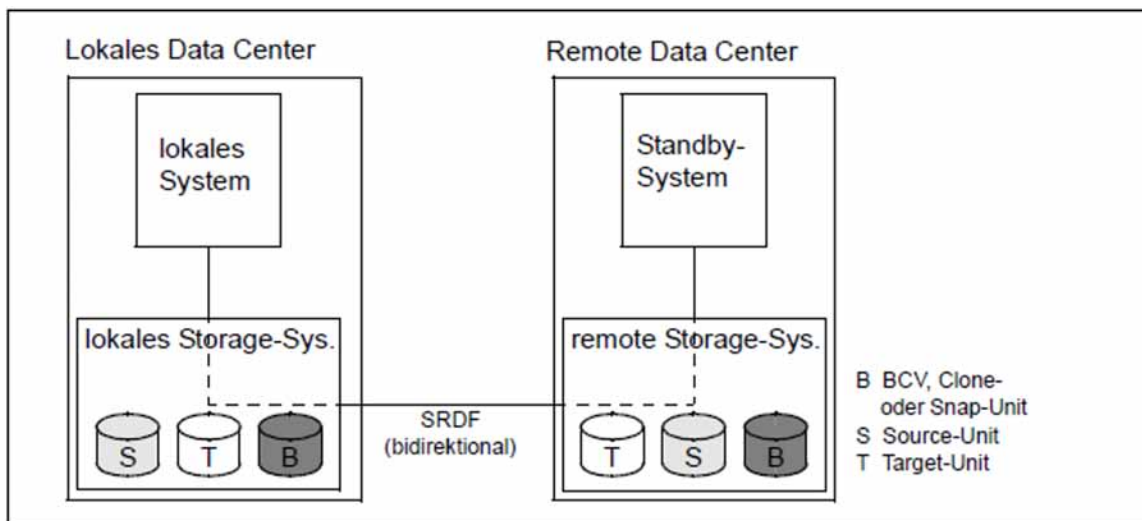 Lokales Data Center
Remote Data Center
lokales
System
Standby-
System
lokales Storage-Sys.
remote Storage-Sys.
S T B
SRDF
(bidirektional)
T S B
B BCV, Clone-
oder Snap-Unit
S Source-Unit
T Target-Unit